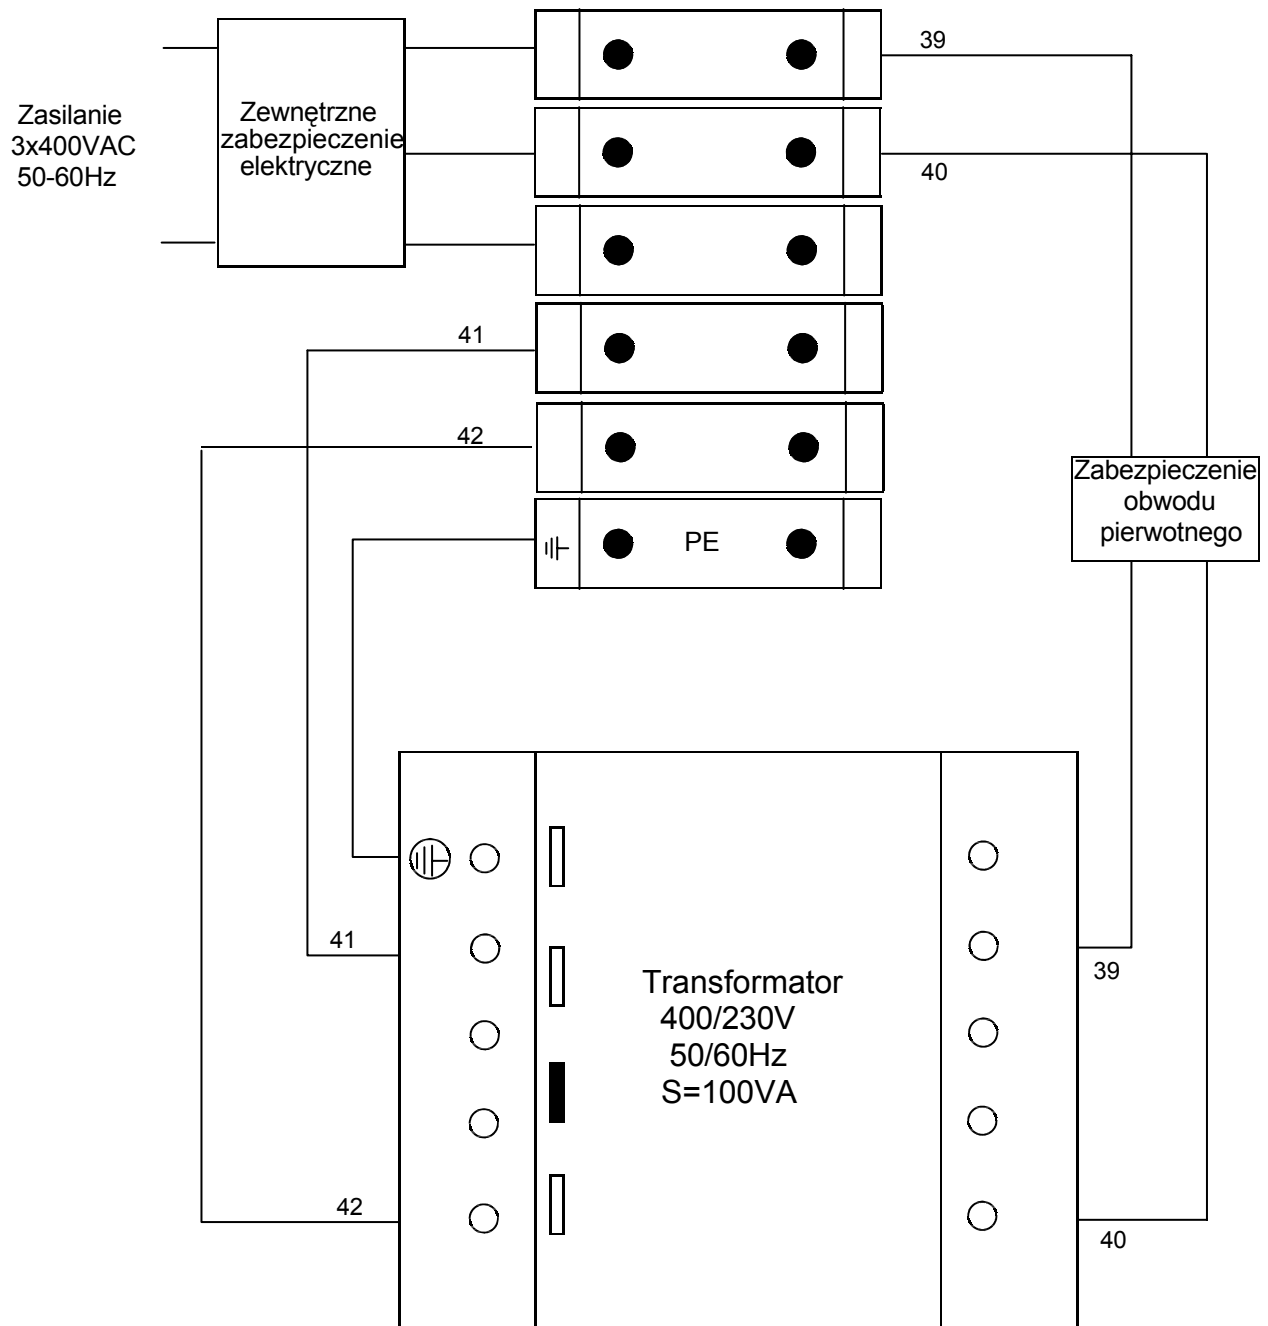 39
Zasilanie
3x400VAC
50-60Hz
Zewnętrzne
zabezpieczenie
elektryczne
40
41
42
Zabezpieczenie
obwodu
pierwotnego
PE
41
39
Transformator
400/230V
50/60Hz
S=100VA
42
40